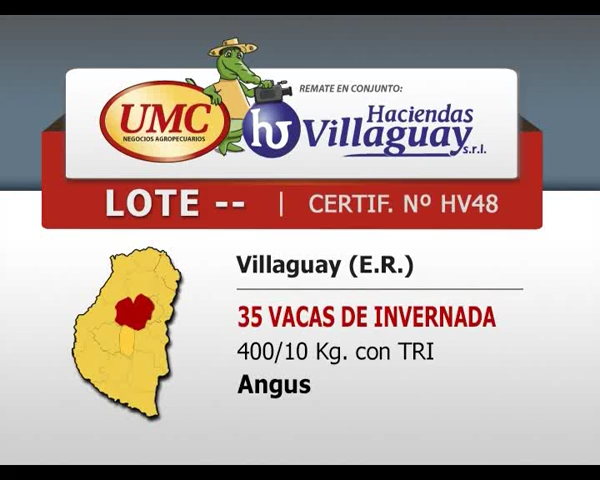 REMATE EN CONJUNTO:
UMC
NEGOCIOS AGROPECUARIOS
hv Haciendas
Villaguay s.r.l.
LOTE -- | CERTIF. Nº HV48
Villaguay (E.R.)
35 VACAS DE INVERNADA
400/10 Kg. con TRI
Angus